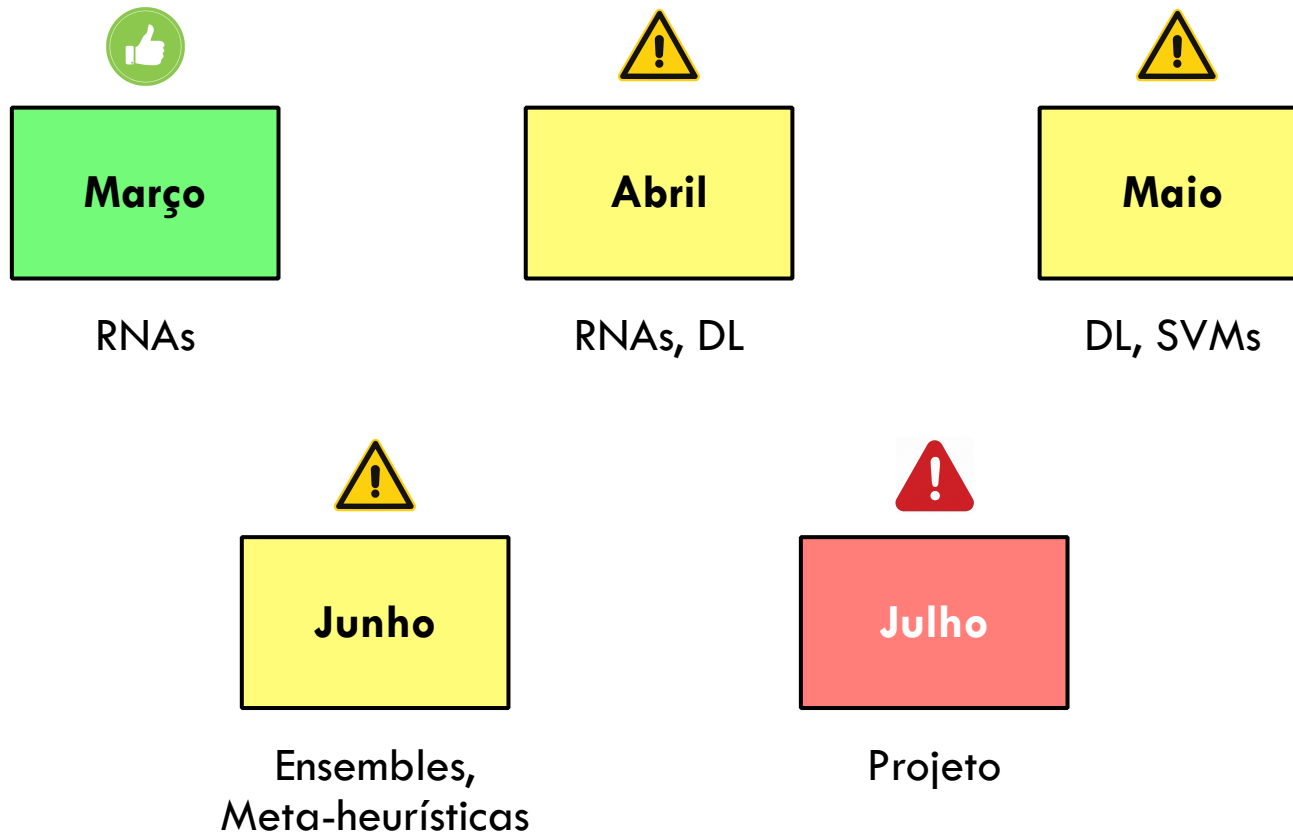 Março
Abril
Maio
RNAs
RNAs, DL
DL, SVMs
Junho
Julho
Ensembles,
Meta-heurísticas
Projeto